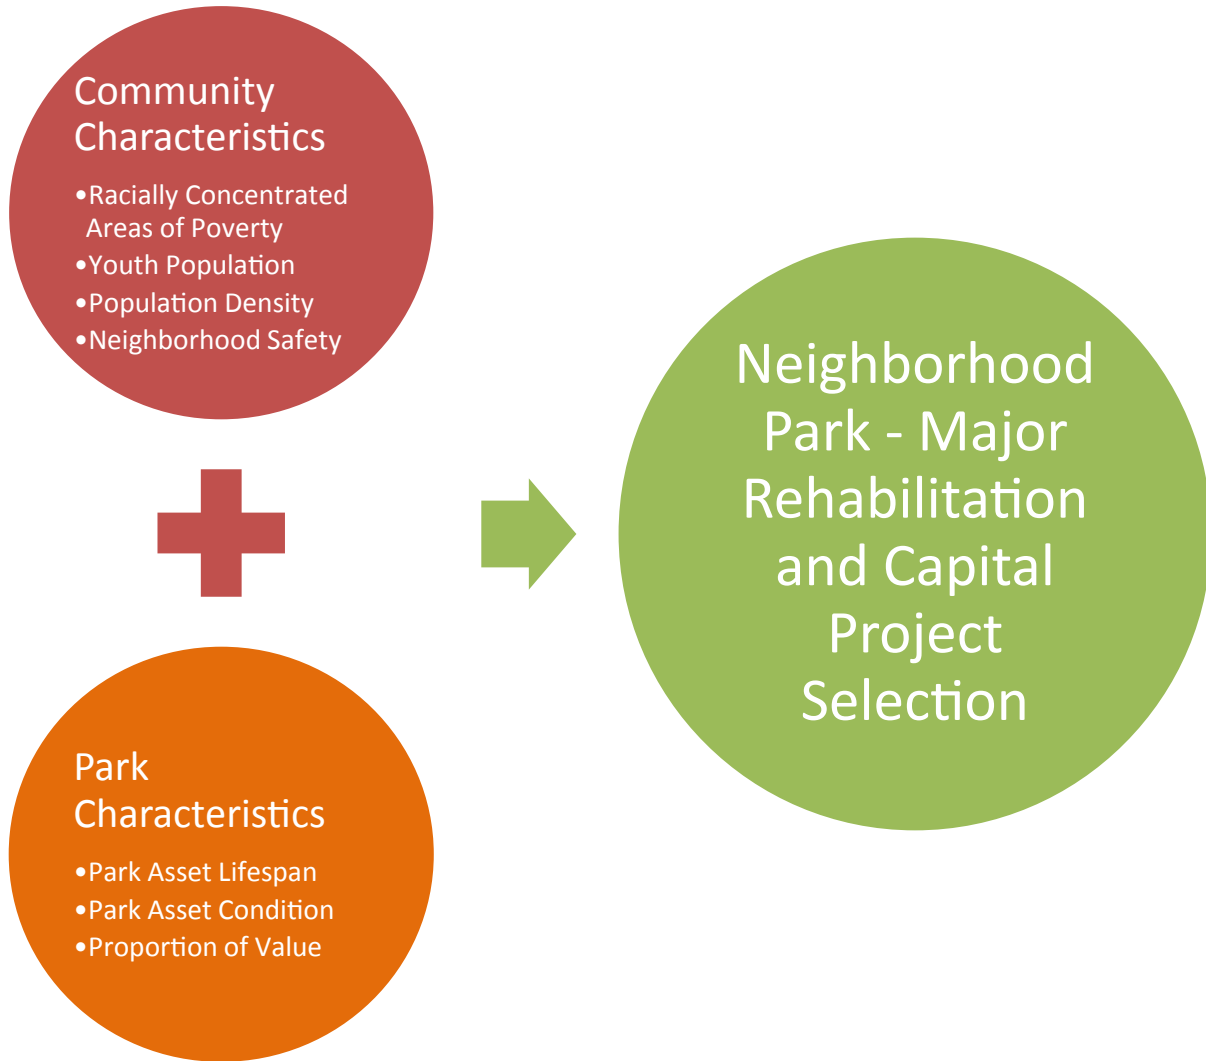 Community
Characteristics
•Racially Concentrated
Areas of Poverty
•Youth Population
•Population Density
•Neighborhood Safety
Park
Characteristics
•Park Asset Lifespan
•Park Asset Condition
•Proportion of Value
Neighborhood
Park - Major
Rehabilitation
and Capital
Project
Selection